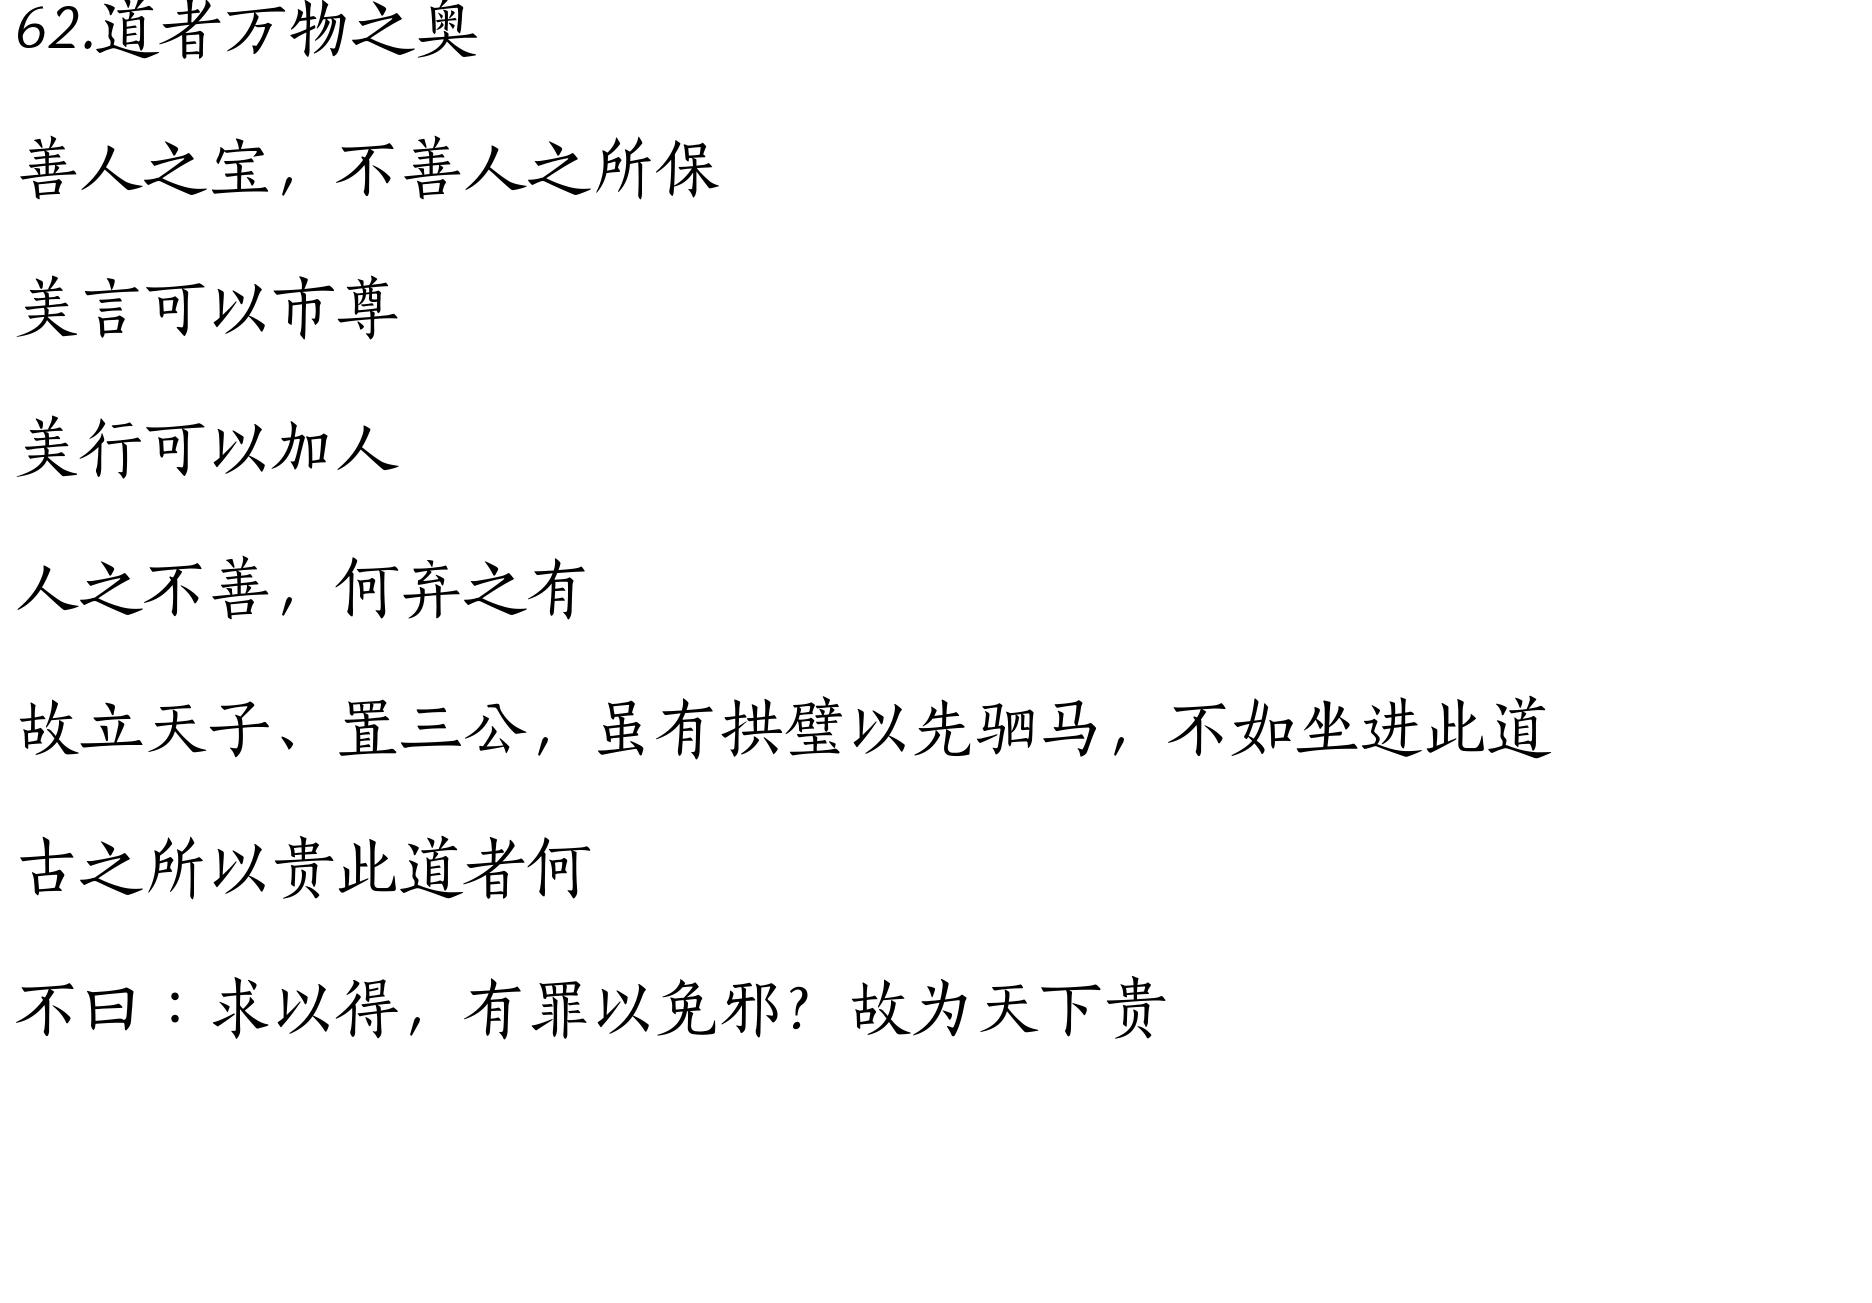 62.道者万物之奥
善人之宝，不善人之所保
美言可以市尊
美行可以加人
人之不善，何弃之有
故立天子、置三公，虽有拱璧以先驷马，不如坐进此道
古之所以贵此道者何
不曰：求以得，有罪以免邪？故为天下贵